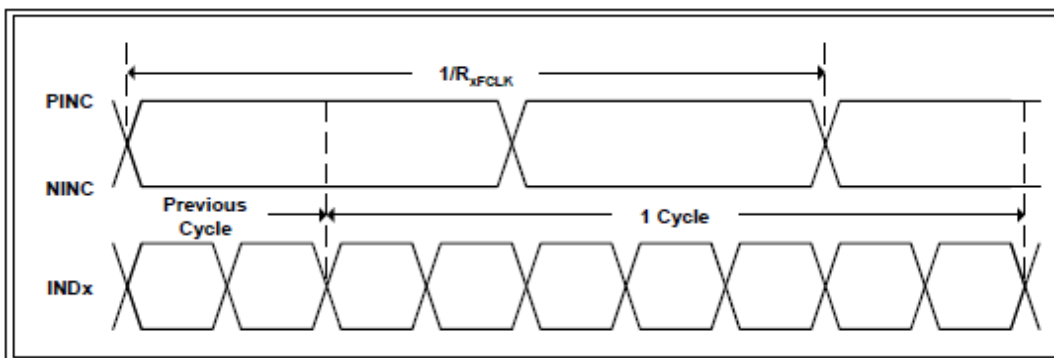 1/RxFCLK
PINC
NINC
Previous
Cycle
1 Cycle
INDx